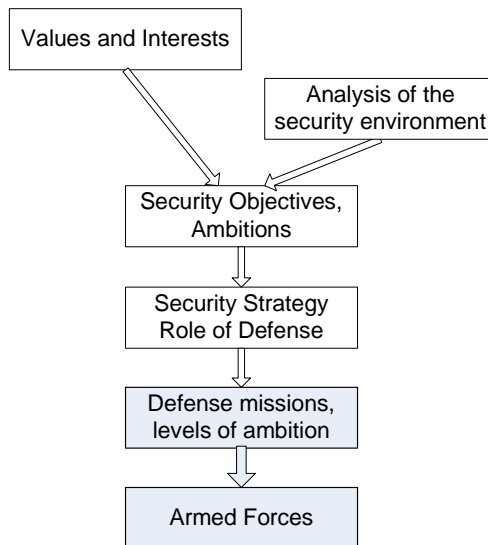 Values and Interests
Analysis of the
security environment
Security Objectives,
Ambitions
Security Strategy
Role of Defense
Defense missions,
levels of ambition
Armed Forces